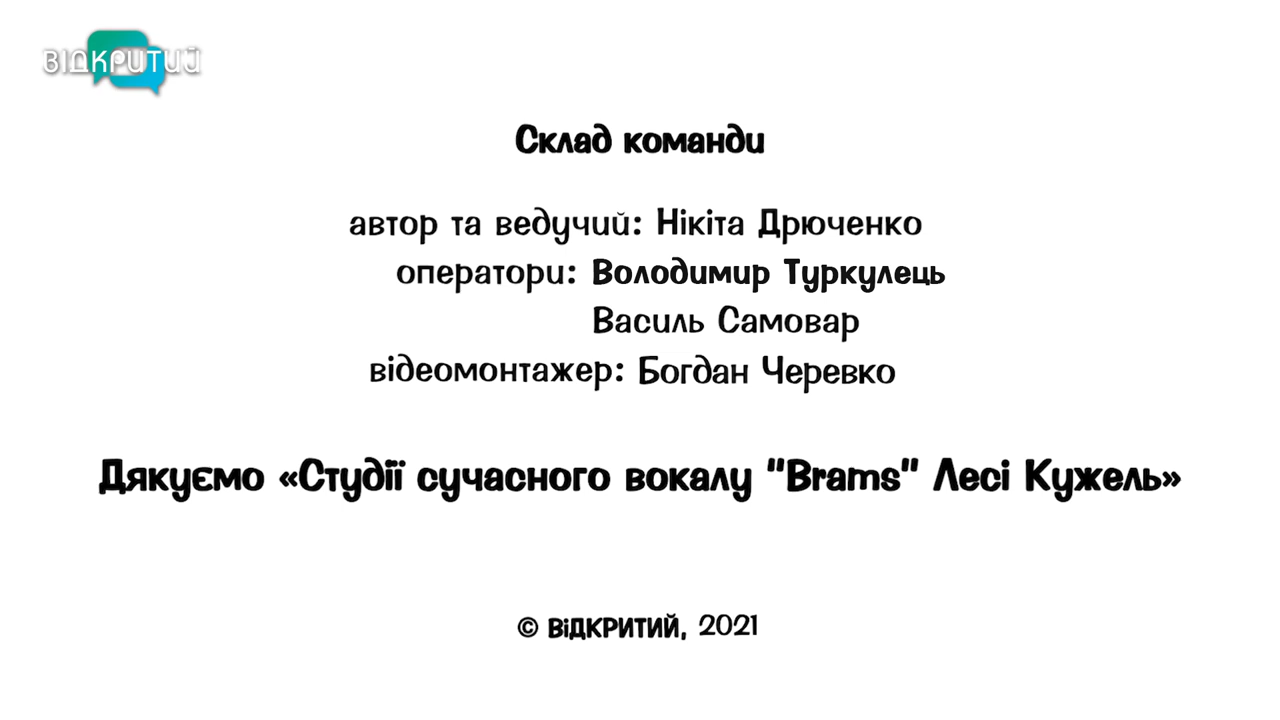 ВІДКРИТИЙ
Склад команди
автор та ведучий: Нікіта Дрюченко
оператори: Володимир Туркулець
Василь Самовар
відеомонтажер: Богдан Черевко
Дякуємо «Студії сучасного вокалу "Brams" Лесі Кужель»
© ВіДКРИТИЙ, 2021